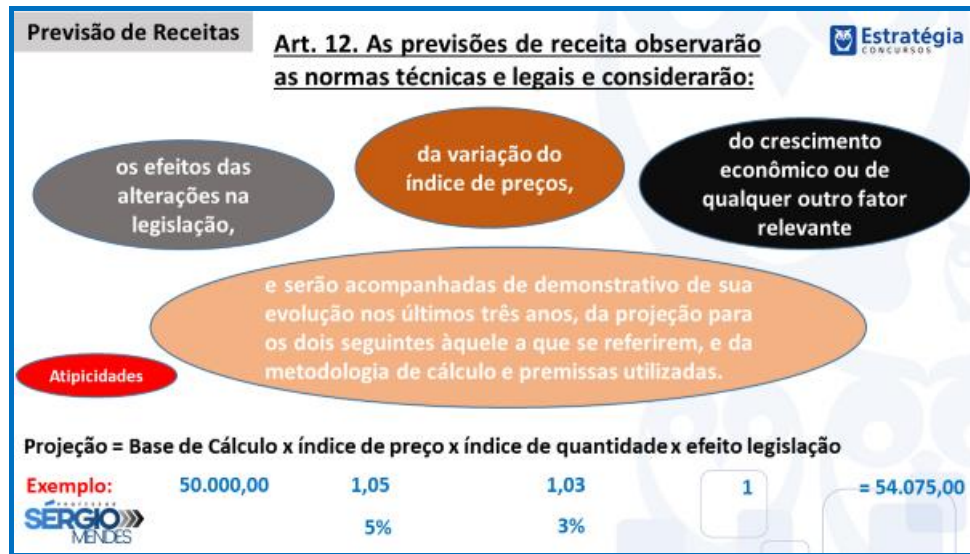 Previsão de Receitas
Art. 12. As previsões de receita observarão
as normas técnicas e legais e considerarão:
Estratégia
CONCURSOS
os efeitos das
alterações na
legislação,
da variação do
índice de preços,
do crescimento
econômico ou de
qualquer outro fator
relevante
e serão acompanhadas de demonstrativo de sua
evolução nos últimos três anos, da projeção para
os dois seguintes àquele a que se referirem, e da
metodologia de cálculo e premissas utilizadas.
Atipicidades
Projeção = Base de Cálculo x índice de preço x índice de quantidade x efeito legislação
Exemplo: 50.000,00 1,05 1,03 1 = 54.075,00
5% 3%
PROFESSOR
SÉRGIO
MENDES